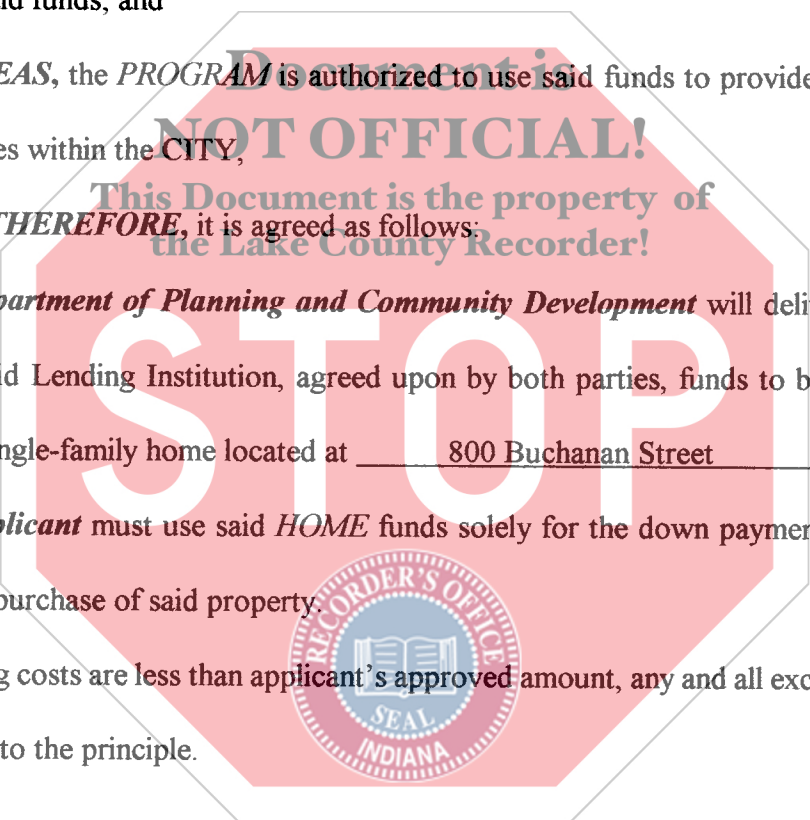 id funds; and
EAS, the PROGRAM is authorized to use said funds to provide
es within the CITY,
THEREFORE, it is agreed as follows:
partment of Planning and Community Development will deli
id Lending Institution, agreed upon by both parties, funds to b
ngle-family home located at 800 Buchanan Street
plicant must use said HOME funds solely for the down paymen
purchase of said property.
g costs are less than applicant's approved amount, any and all exc
to the principle.
Document is
NOT OFFICIAL!
This Document is the property of
the Lake County Recorder!
STOP
RECORDER'S OFFICE
SEAL
INDIANA